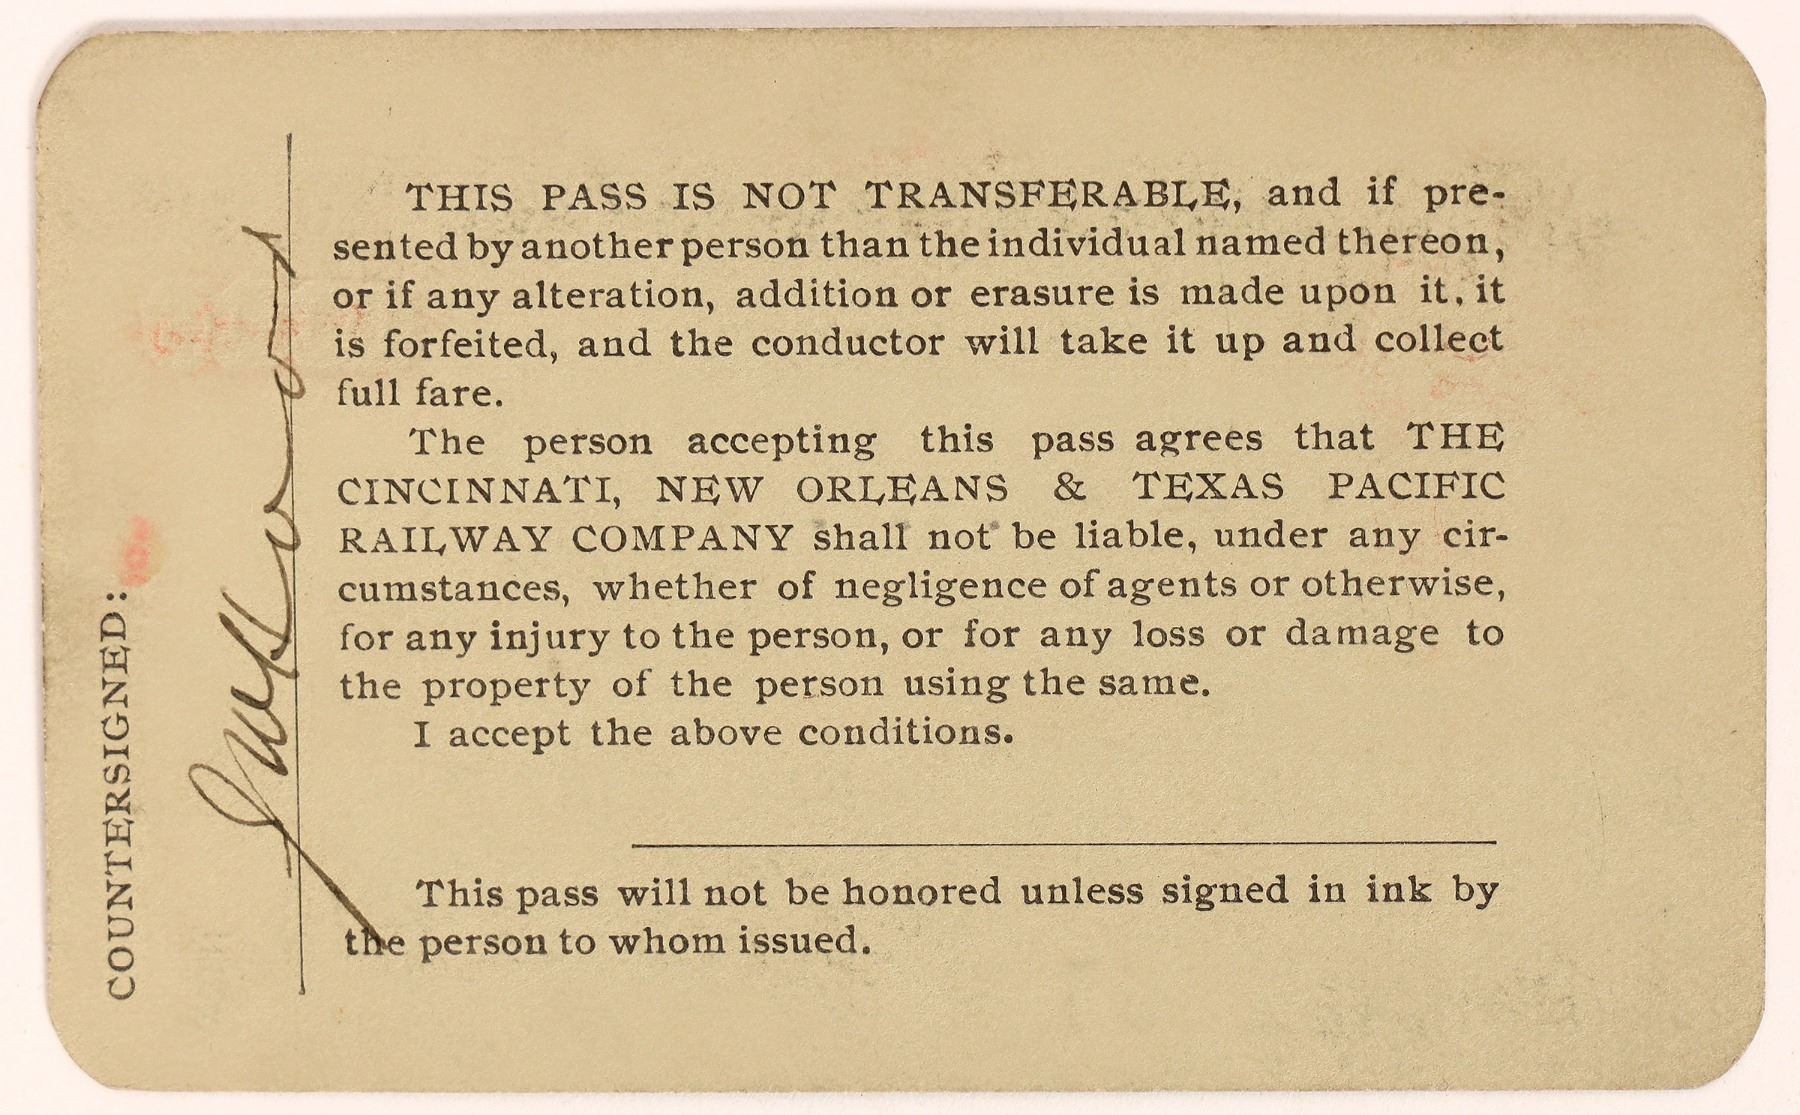 COUNTERSIGNED:
THIS PASS IS NOT TRANSFERABLE, and if pre-
sented by another person than the individual named thereon,
or if any alteration, addition or erasure is made upon it, it
is forfeited, and the conductor will take it up and collect
full fare.
The person accepting this pass agrees that THE
CINCINNATI, NEW ORLEANS & TEXAS PACIFIC
RAILWAY COMPANY shall not be liable, under any cir-
cumstances, whether of negligence of agents or otherwise,
for any injury to the person, or for any loss or damage to
the property of the person using the same.
I accept the above conditions.
This pass will not be honored unless signed in ink by
the person to whom issued.